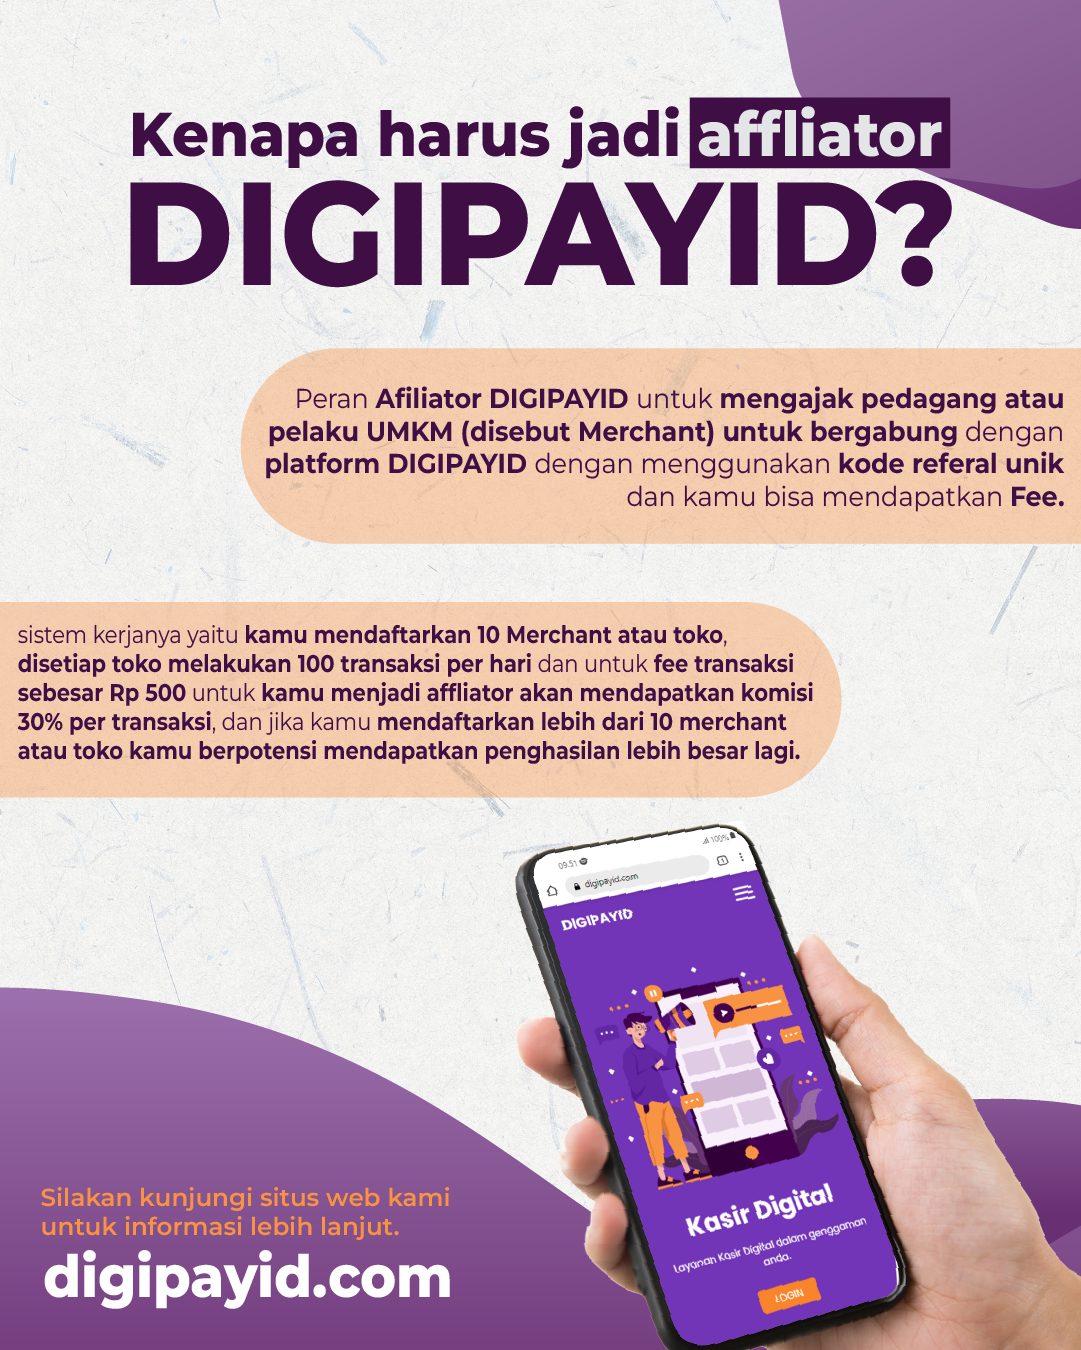 Kenapa harus jadi affliator
DIGIPAYID?
Peran Afiliator DIGIPAYID untuk mengajak pedagang atau
pelaku UMKM (disebut Merchant) untuk bergabung dengan
platform DIGIPAYID dengan menggunakan kode referal unik
dan kamu bisa mendapatkan Fee.
sistem kerjanya yaitu kamu mendaftarkan 10 Merchant atau toko,
disetiap toko melakukan 100 transaksi per hari dan untuk fee transaksi
sebesar Rp 500 untuk kamu menjadi affliator akan mendapatkan komisi
30% per transaksi, dan jika kamu mendaftarkan lebih dari 10 merchant
atau toko kamu berpotensi mendapatkan penghasilan lebih besar lagi.
09.51
100%
digipayid.com
1
DIGIPAYID
Kasir Digital
Layanan Kasir Digital dalam genggaman
anda.
LOGIN
Silakan kunjungi situs web kami
untuk informasi lebih lanjut.
digipayid.com